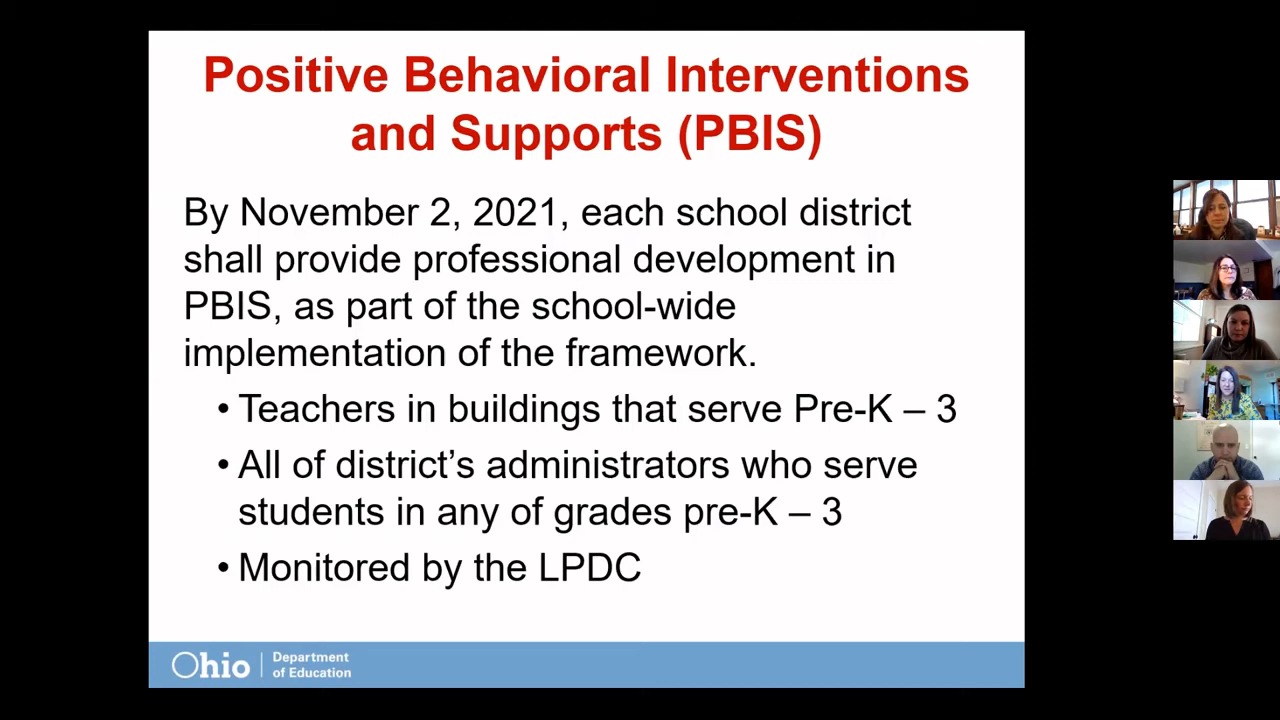 Positive Behavioral Interventions
and Supports (PBIS)
By November 2, 2021, each school district
shall provide professional development in
PBIS, as part of the school-wide
implementation of the framework.
• Teachers in buildings that serve Pre-K – 3
• All of district’s administrators who serve
students in any of grades pre-K – 3
• Monitored by the LPDC
Ohio
Department
of Education